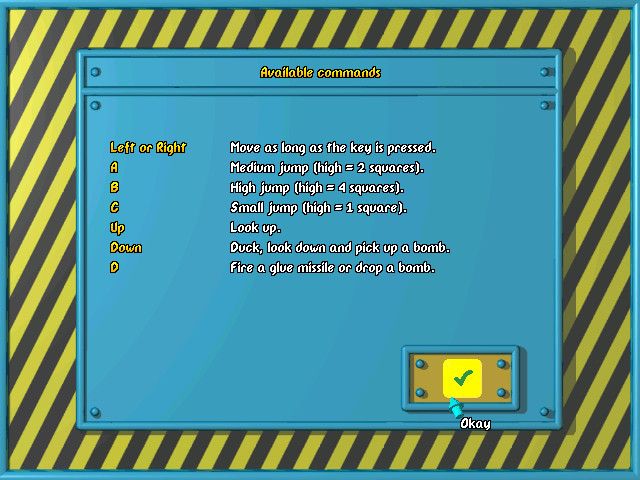 Available commands
Left or Right Move as long as the key is pressed.
A Medium jump (high = 2 squares).
B High jump (high = 4 squares).
C Small jump (high = 1 square).
Up Look up.
Down Duck, look down and pick up a bomb.
D Fire a glue missile or drop a bomb.
Okay